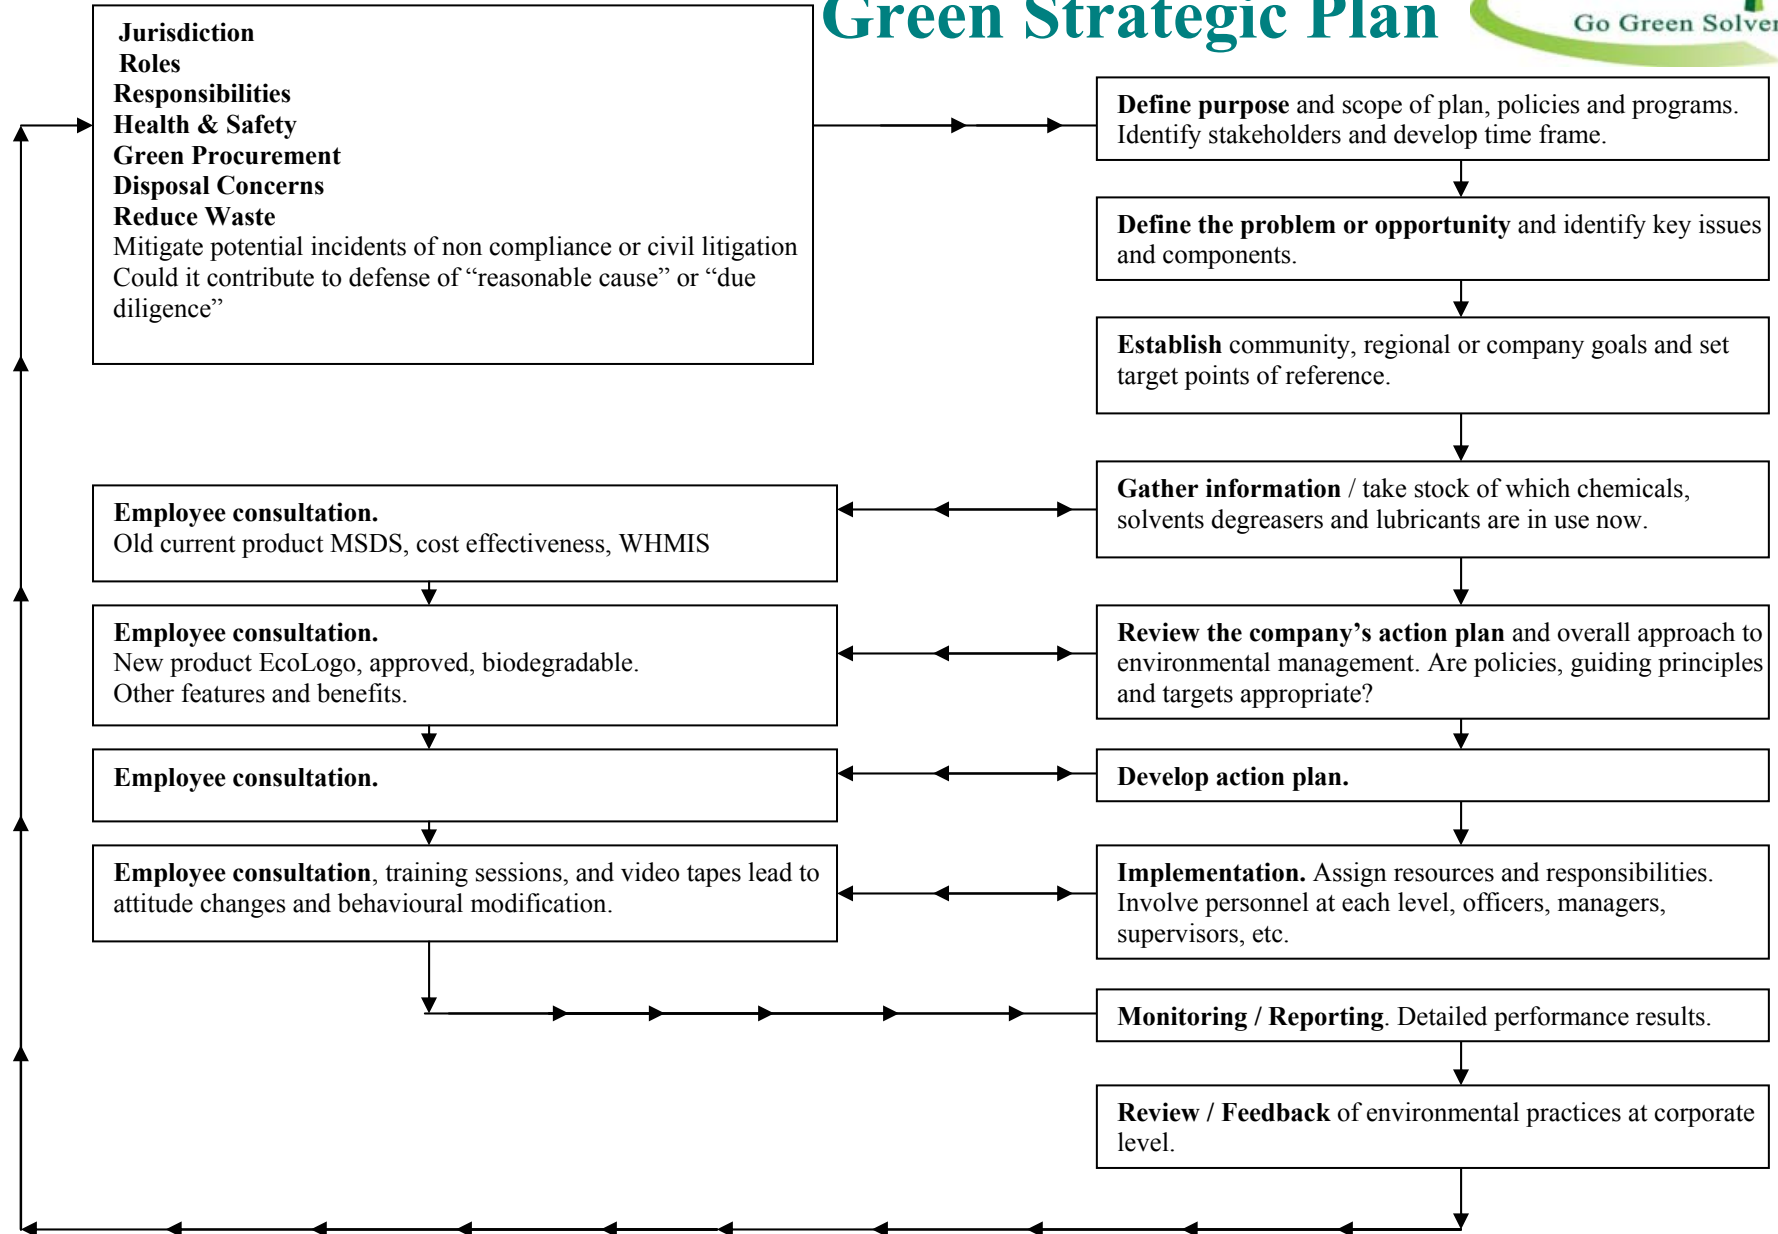 Green Strategic Plan
Go Green Solven
Jurisdiction
Roles
Responsibilities
Health & Safety
Green Procurement
Disposal Concerns
Reduce Waste
Mitigate potential incidents of non compliance or civil litigation
Could it contribute to defense of “reasonable cause” or “due
diligence”
Define purpose and scope of plan, policies and programs.
Identify stakeholders and develop time frame.
Define the problem or opportunity and identify key issues
and components.
Establish community, regional or company goals and set
target points of reference.
Gather information / take stock of which chemicals,
solvents degreasers and lubricants are in use now.
Employee consultation.
Old current product MSDS, cost effectiveness, WHMIS
Employee consultation.
New product EcoLogo, approved, biodegradable.
Other features and benefits.
Review the company’s action plan and overall approach to
environmental management. Are policies, guiding principles
and targets appropriate?
Employee consultation.
Develop action plan.
Employee consultation, training sessions, and video tapes lead to
attitude changes and behavioural modification.
Implementation. Assign resources and responsibilities.
Involve personnel at each level, officers, managers,
supervisors, etc.
Monitoring / Reporting. Detailed performance results.
Review / Feedback of environmental practices at corporate
level.